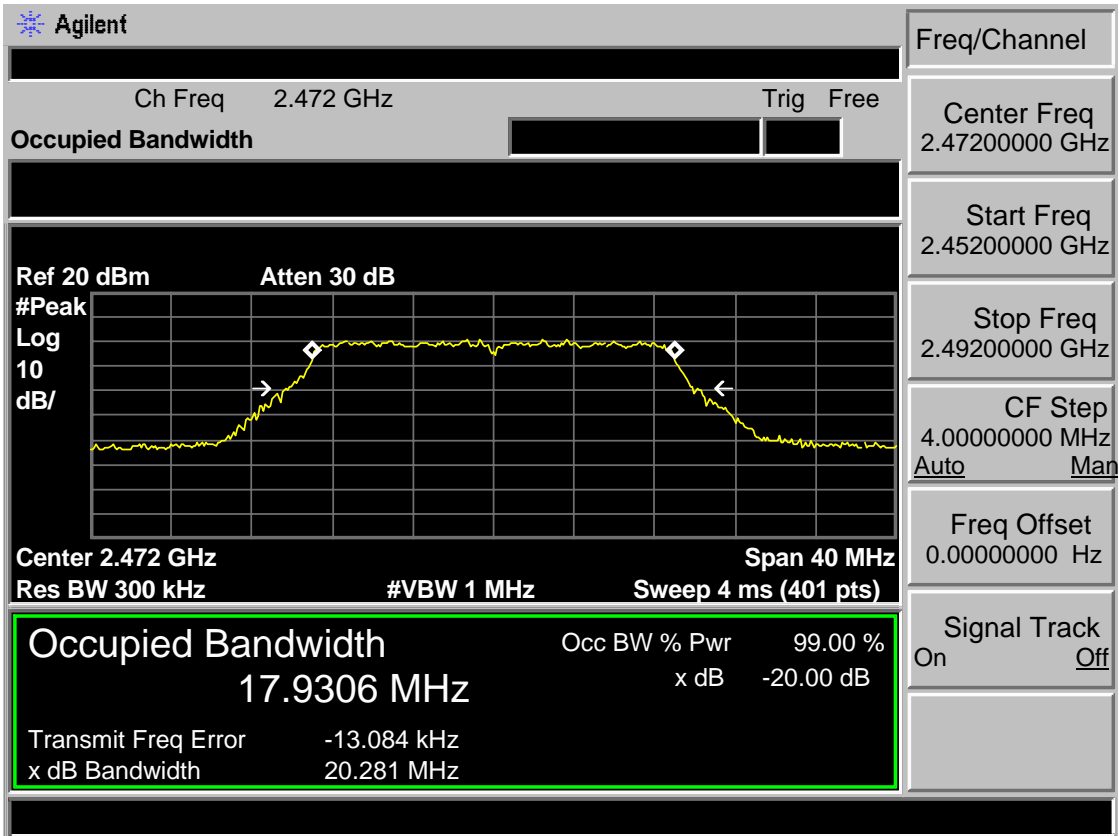 Agilent
Freq/Channel
Ch Freq 2.472 GHz Trig Free
Occupied Bandwidth
Center Freq
2.47200000 GHz
Start Freq
2.45200000 GHz
Stop Freq
2.49200000 GHz
CF Step
4.00000000 MHz
Auto Man
Freq Offset
0.00000000 Hz
Signal Track
On Off
Ref 20 dBm Atten 30 dB
#Peak
Log
10
dB/
Center 2.472 GHz Span 40 MHz
Res BW 300 kHz #VBW 1 MHz Sweep 4 ms (401 pts)
Occupied Bandwidth Occ BW % Pwr 99.00 %
17.9306 MHz x dB -20.00 dB
Transmit Freq Error -13.084 kHz
x dB Bandwidth 20.281 MHz